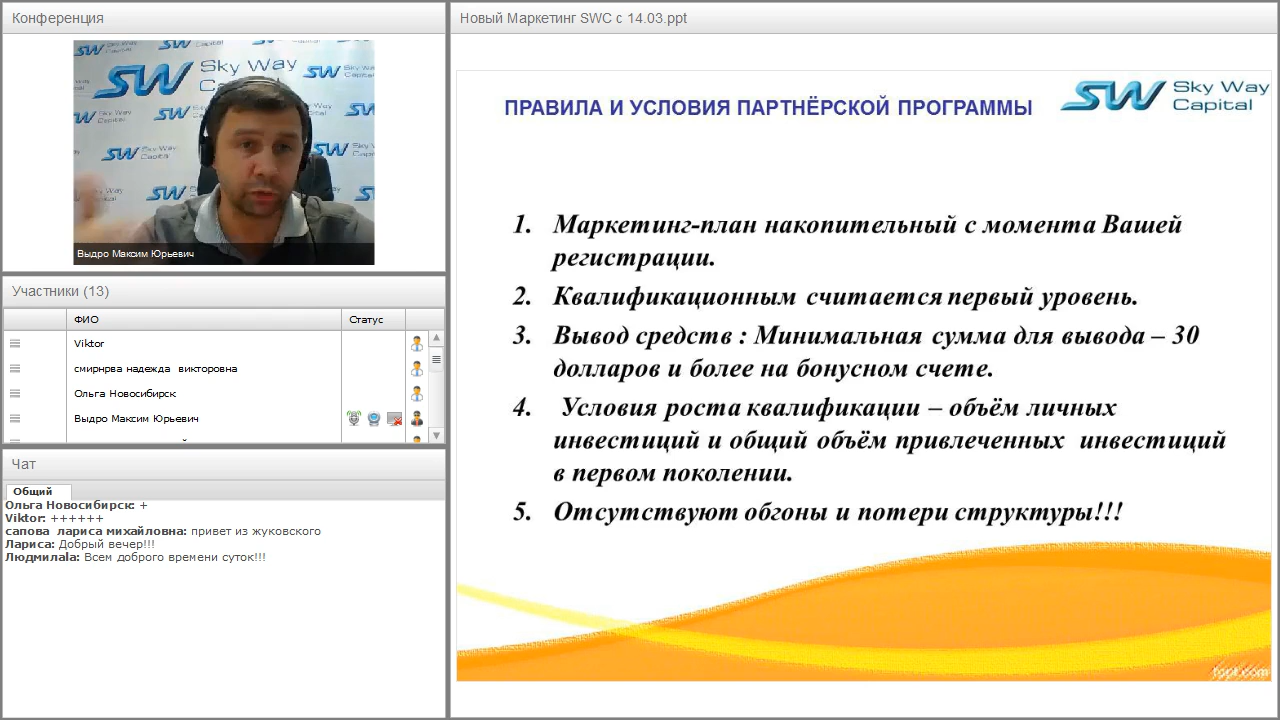 Конференция
Sky Way
Capital
Выдро Максим Юрьевич
Участники (13)
ФИО
Статус
Viktor
смирнрва надежда викторовна
Ольга Новосибирск
Выдро Максим Юрьевич
Чат
Общий
Ольга Новосибирск: +
Viktor: ++++++
сапова лариса михайловна: привет из жуковского
Лариса: Добрый вечер!!!
Людмилаla: Всем доброго времени суток!!!
Новый Маркетинг SWC с 14.03.ppt
ПРАВИЛА И УСЛОВИЯ ПАРТНЁРСКОЙ ПРОГРАММЫ
SW Sky Way
Capital
1. Маркетинг-план накопительный с момента Вашей
регистрации.
2. Квалификационным считается первый уровень.
3. Вывод средств : Минимальная сумма для вывода – 30
долларов и более на бонусном счете.
4. Условия роста квалификации – объём личных
инвестиций и общий объём привлеченных инвестиций
в первом поколении.
5. Отсутствуют обгоны и потери структуры!!!
fppt.com